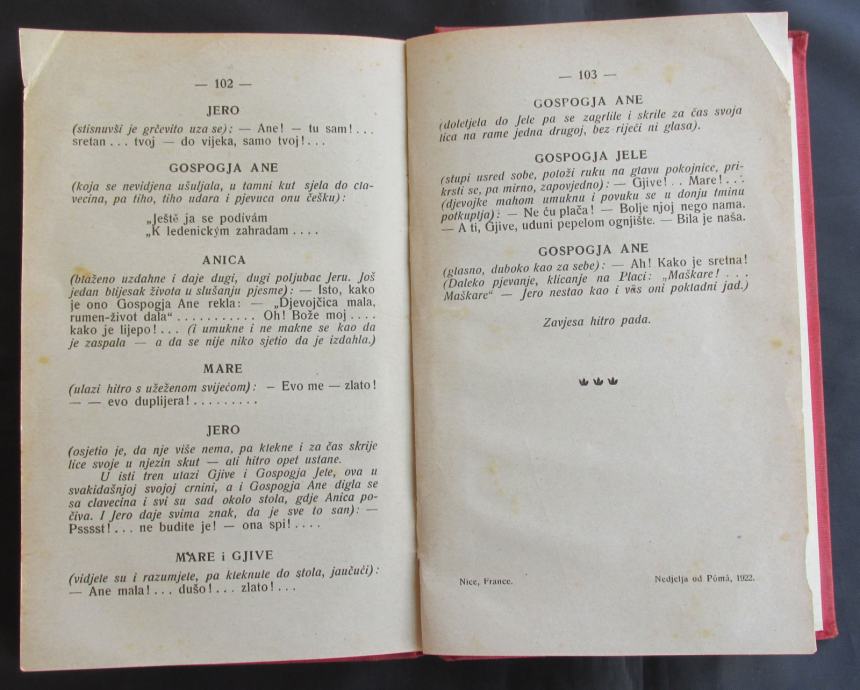 — 102 —
JERO
(stisnuvši je grčevito uza se): — Ane! — tu sam! . . .
sretan . . . tvoj — do vijeka, samo tvoj! . . .
GOSPOGJA ANE
(koja se nevidjena ušuljala, u tamni kut sjela do cla-
vecina, pa tiho, tiho udara i pjevuca onu češku):
„Ještě ja se podívám
„K ledenickým zahradam . . . .
ANICA
(blaženo uzdahne i daje dugi, dugi poljubac Jeru. Još
jedan blijesak života u slušanju pjesme): — Isto, kako
je ono Gospogja Ane rekla: — „Djevojčica mala,
rumen-život dala“ . . . . . . . . . . . Oh! Bože moj . . . .
kako je lijepo! . . . (i umukne i ne makne se kao da
je zaspala — a da se nije niko sjetio da je izdahla.)
MARE
(ulazi hitro s užeženom svijećom): — Evo me — zlato!
— — evo duplijera! . . . . . . . . .
JERO
(osjetio je, da nje više nema, pa klekne i za čas skrije
lice svoje u njezin skut — ali hitro opet ustane.
U isti tren ulazi Gjive i Gospogja Jele, ova u
svakidašnjoj svojoj crnini, a i Gospogja Ane digla se
sa clavecina i svi su sad okolo stola, gdje Anica po-
čiva. I Jero daje svima znak, da je sve to san): —
Psssst! . . . ne budite je! — ona spi! . . . .
MARE i GJIVE
(vidjele su i razumjele, pa kleknule do stola, jaučući):
— Ane mala! . . . dušo! . . . zlato! . . .
— 103 —
GOSPOGJA ANE
(doletjela do Jele pa se zagrlile i skrile za čas svoja
lica na rame jedna drugoj, bez riječi ni glasa).
GOSPOGJA JELE
(stupi usred sobe, položi ruku na glavu pokojnice, pri-
krsti se, pa mirno, zapovjedno): — Gjive! . . Mare! . . .
(djevojke mahom umuknu i povuku se u donju tminu
potkuplja): — Ne ću plača! — Bolje njoj nego nama.
— A ti, Gjive, uduni pepelom ognjište. — Bila je naša.
GOSPOGJA ANE
(glasno, duboko kao za sebe): — Ah! Kako je sretna!
(Daleko pjevanje, klicanje na Placi: „Maškare! . . .
Maškare“ — Jero nestao kao i vas oni pokladni jad.)
Zavjesa hitro pada.
Nice, France. Nedjelja od Pômâ, 1922.